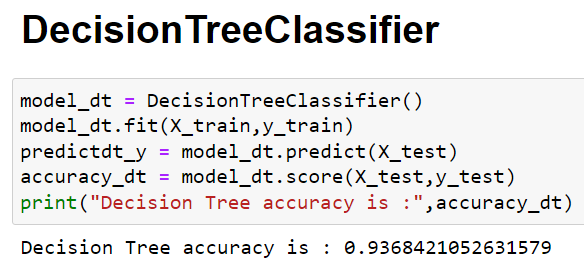 DecisionTreeClassifier
model_dt = DecisionTreeClassifier()
model_dt.fit(X_train,y_train)
predictdt_y = model_dt.predict(X_test)
accuracy_dt = model_dt.score(X_test,y_test)
print("Decision Tree accuracy is :",accuracy_dt)
Decision Tree accuracy is : 0.9368421052631579